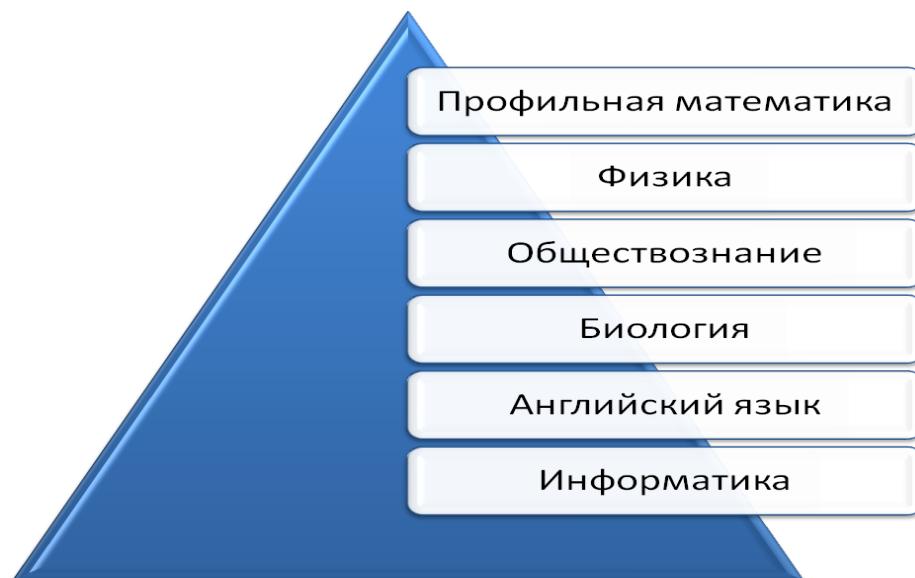 Профильная математика
Физика
Обществознание
Биология
Английский язык
Информатика